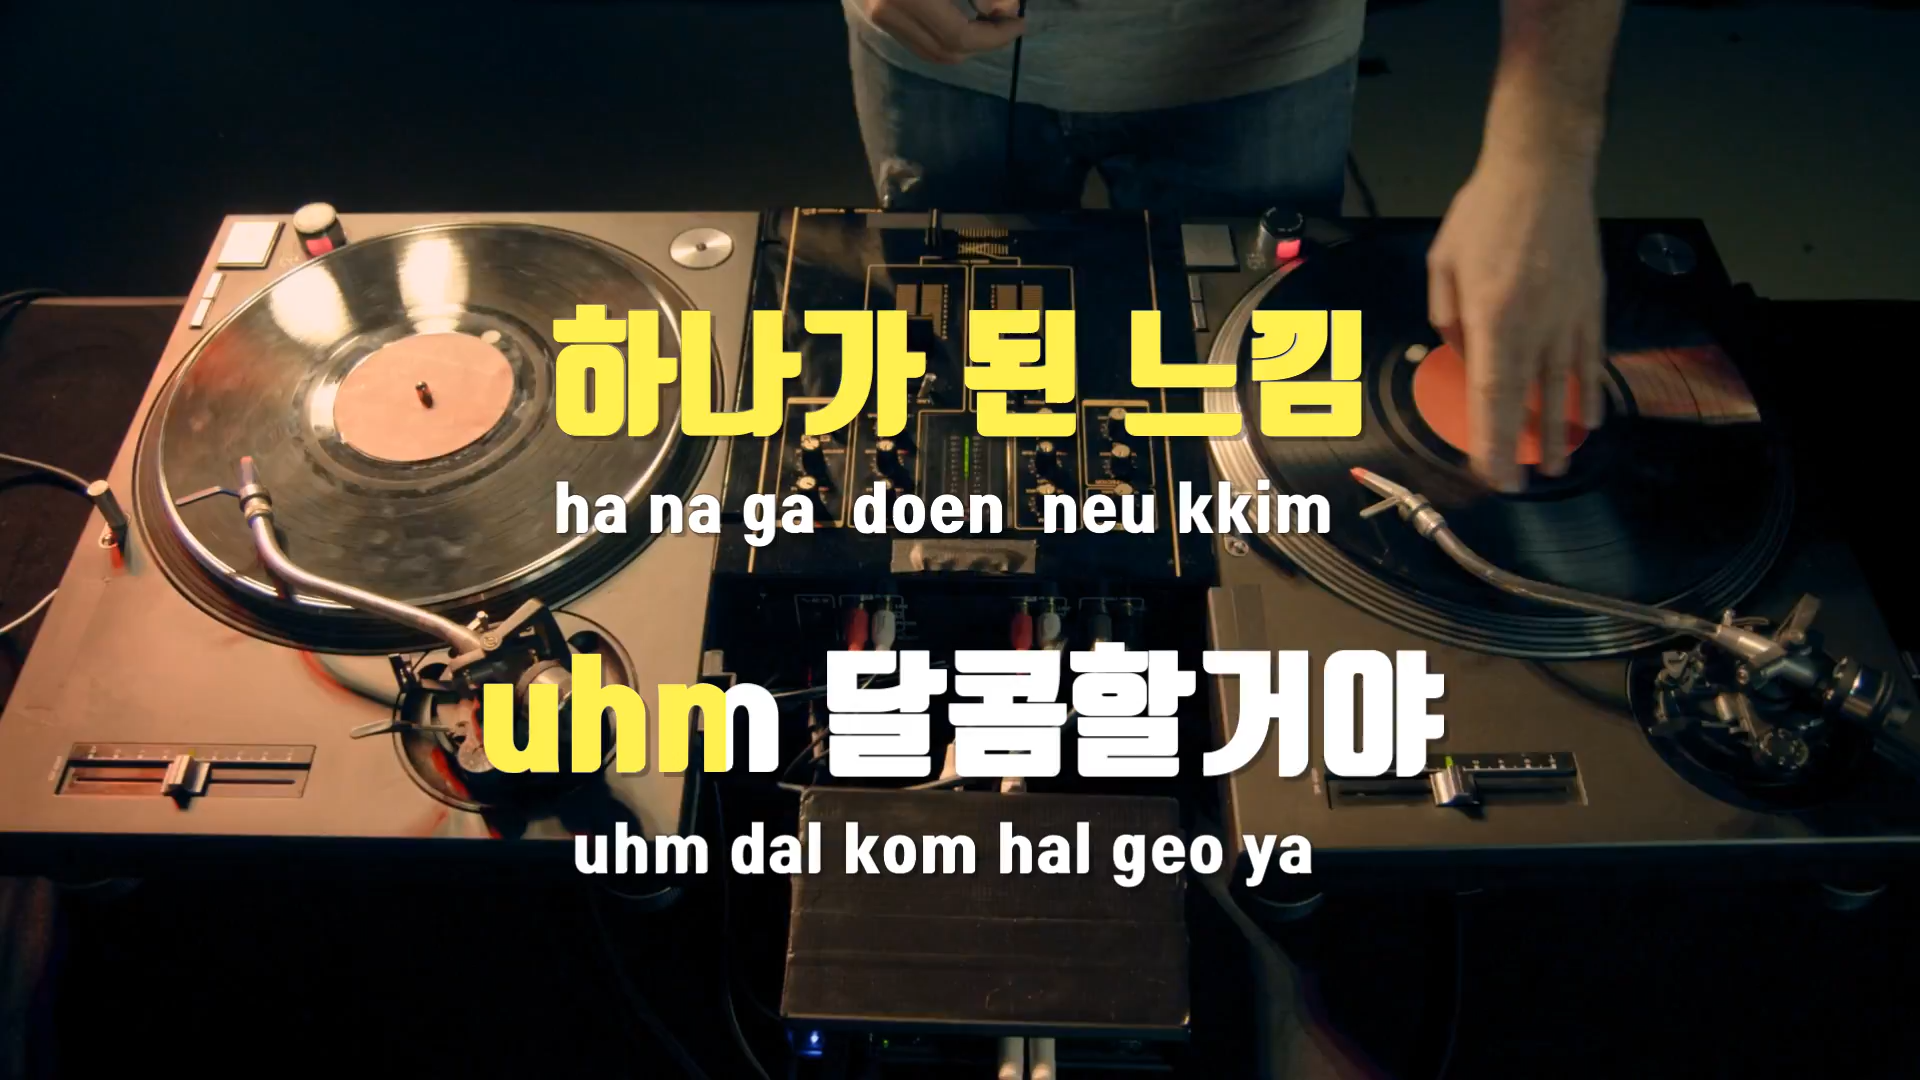 하나가 된 느낌
ha na ga doen neu kkim
uhm 달콤할거야
uhm dal kom hal geo ya